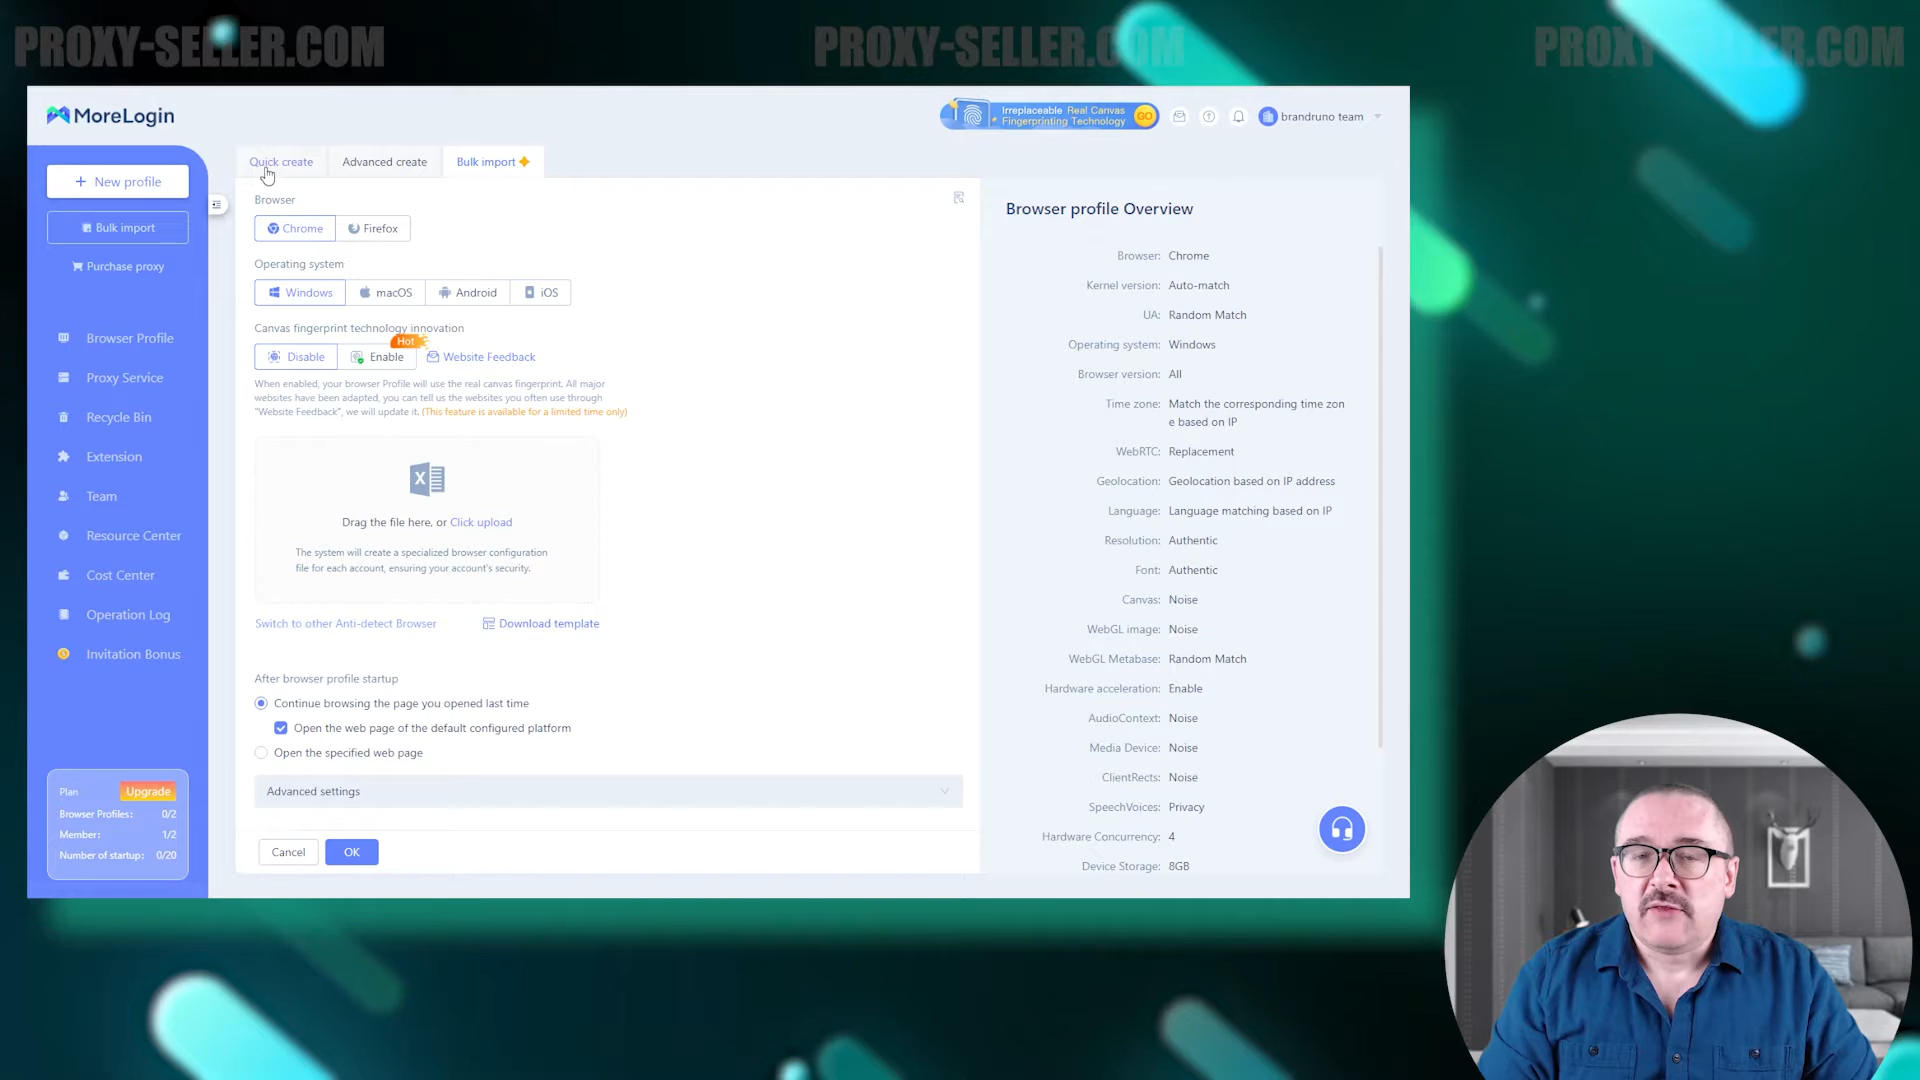 PROXY-SELLER.COM PROXY-SELLER.COM PROXY-SELLER.COM
MoreLogin
Irreplaceable Real Canvas
Fingerprinting Technology
GO
brandruno team
New profile
Bulk import
Purchase proxy
Browser Profile
Proxy Service
Recycle Bin
Extension
Team
Resource Center
Cost Center
Operation Log
Invitation Bonus
Plan Upgrade
Browser Profiles: 0/2
Member: 1/2
Number of startup: 0/20
Quick create Advanced create Bulk import
Browser
Chrome Firefox
Operating system
Windows macOS Android iOS
Canvas fingerprint technology innovation
Hot
Disable Enable Website Feedback
When enabled, your browser Profile will use the real canvas fingerprint. All major
websites have been adapted, you can tell us the websites you often use through
"Website Feedback", we will update it. (This feature is available for a limited time only)
Drag the file here, or Click upload
The system will create a specialized browser configuration
file for each account, ensuring your account's security.
Switch to other Anti-detect Browser Download template
After browser profile startup
Continue browsing the page you opened last time
Open the web page of the default configured platform
Open the specified web page
Advanced settings
Cancel OK
Browser profile Overview
Browser: Chrome
Kernel version: Auto-match
UA: Random Match
Operating system: Windows
Browser version: All
Time zone: Match the corresponding time zon
e based on IP
WebRTC: Replacement
Geolocation: Geolocation based on IP address
Language: Language matching based on IP
Resolution: Authentic
Font: Authentic
Canvas: Noise
WebGL image: Noise
WebGL Metabase: Random Match
Hardware acceleration: Enable
AudioContext: Noise
Media Device: Noise
ClientRects: Noise
SpeechVoices: Privacy
Hardware Concurrency: 4
Device Storage: 8GB